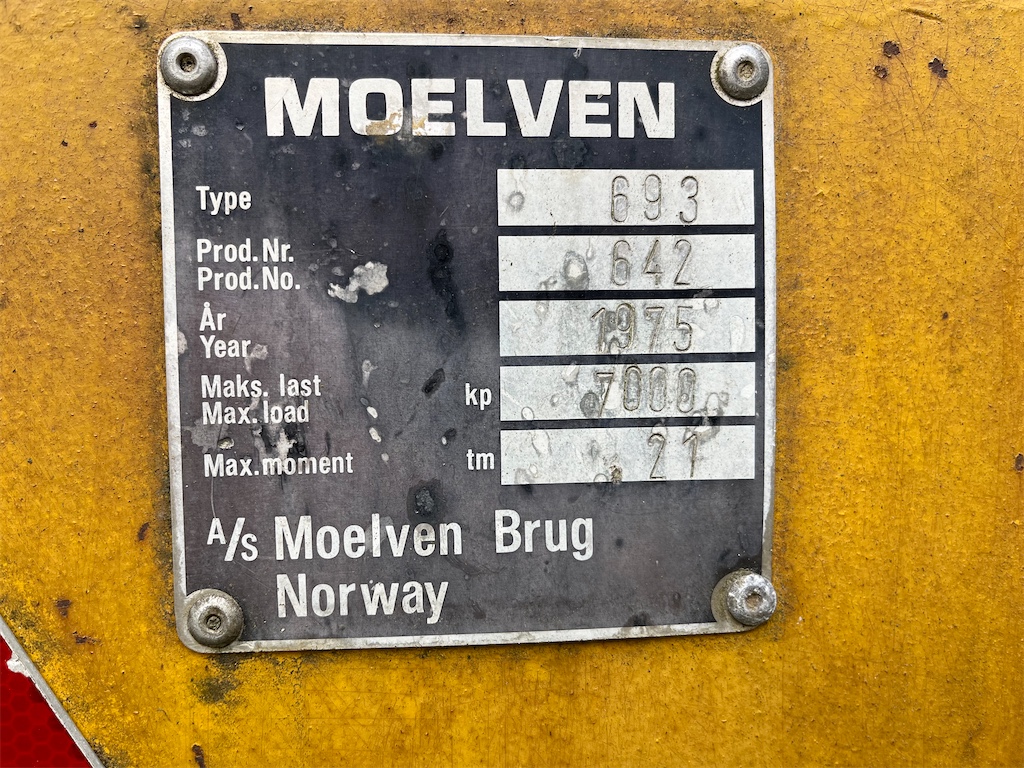 MOELVEN
Type 693
Prod.Nr.
Prod.No. 642
År
Year 1975
Maks. last
Max.load kp 7000
Max.moment tm 21
A/s Moelven Brug
Norway